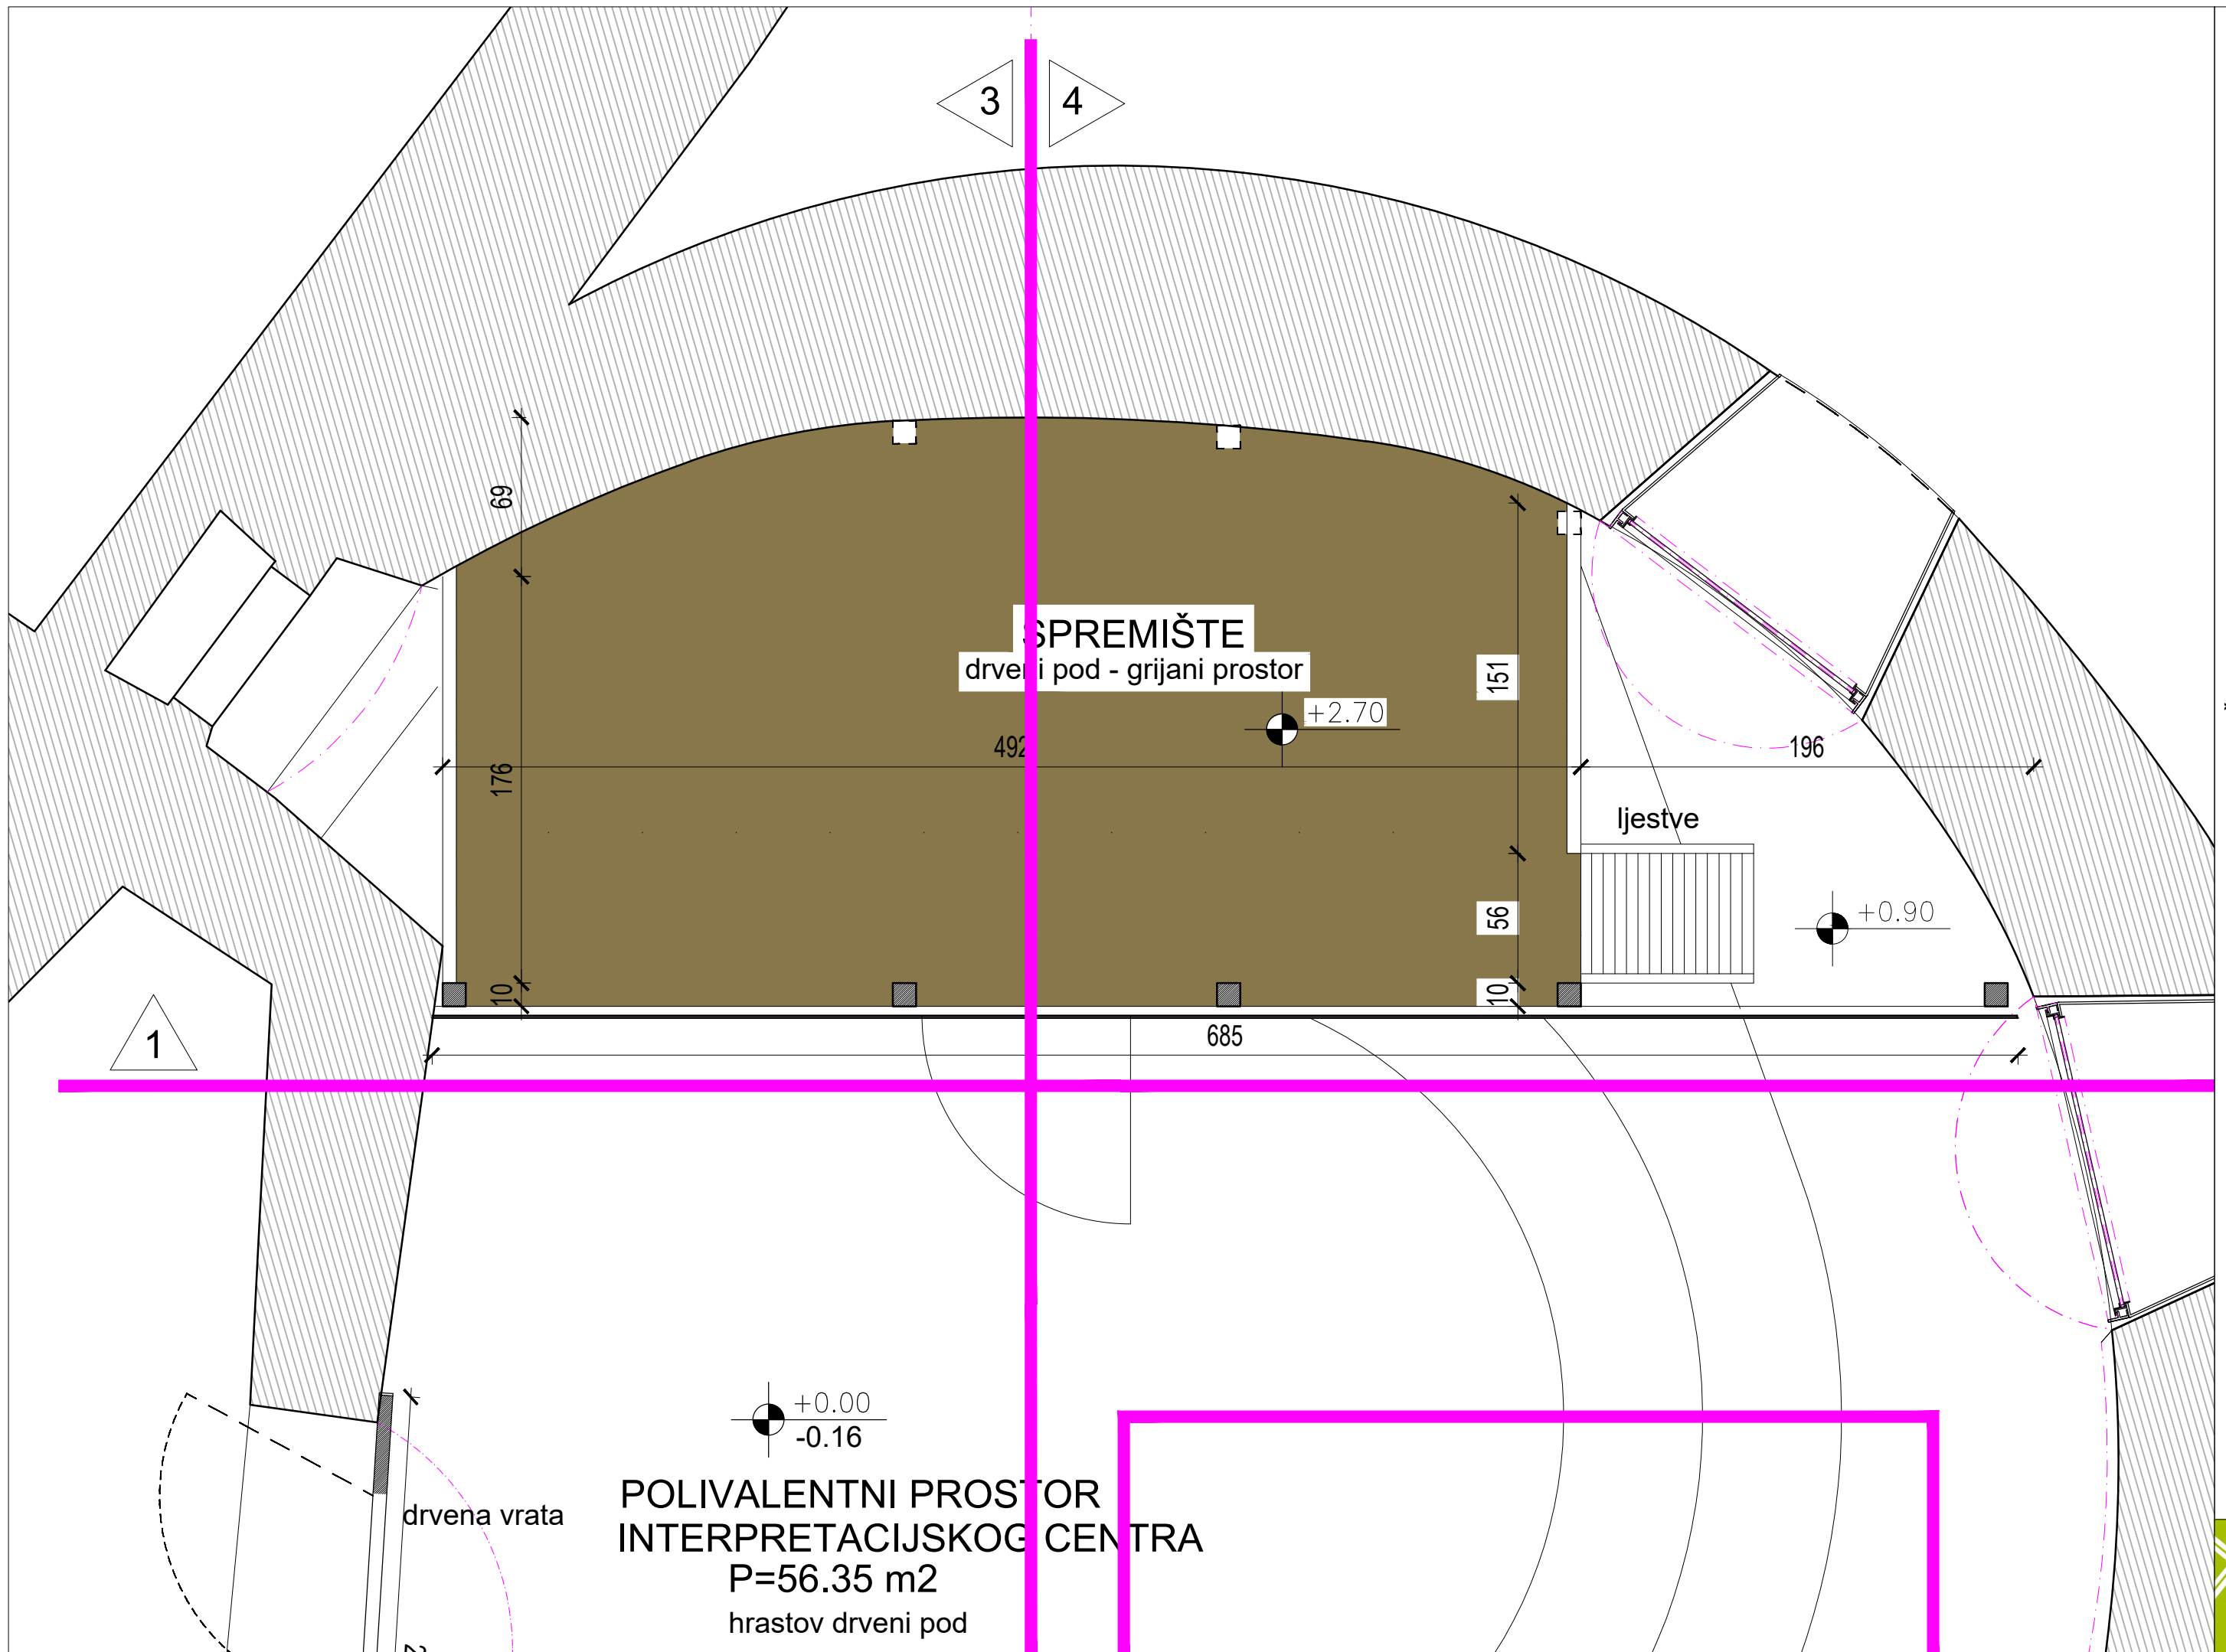 3
4
69
SPREMIŠTE
drveni pod - grijani prostor
151
+2.70
492
196
176
ljestve
56
+0.90
10
10
685
1
+0.00
-0.16
POLIVALENTNI PROSTOR
INTERPRETACIJSKOG CENTRA
P=56.35 m2
hrastov drveni pod
drvena vrata